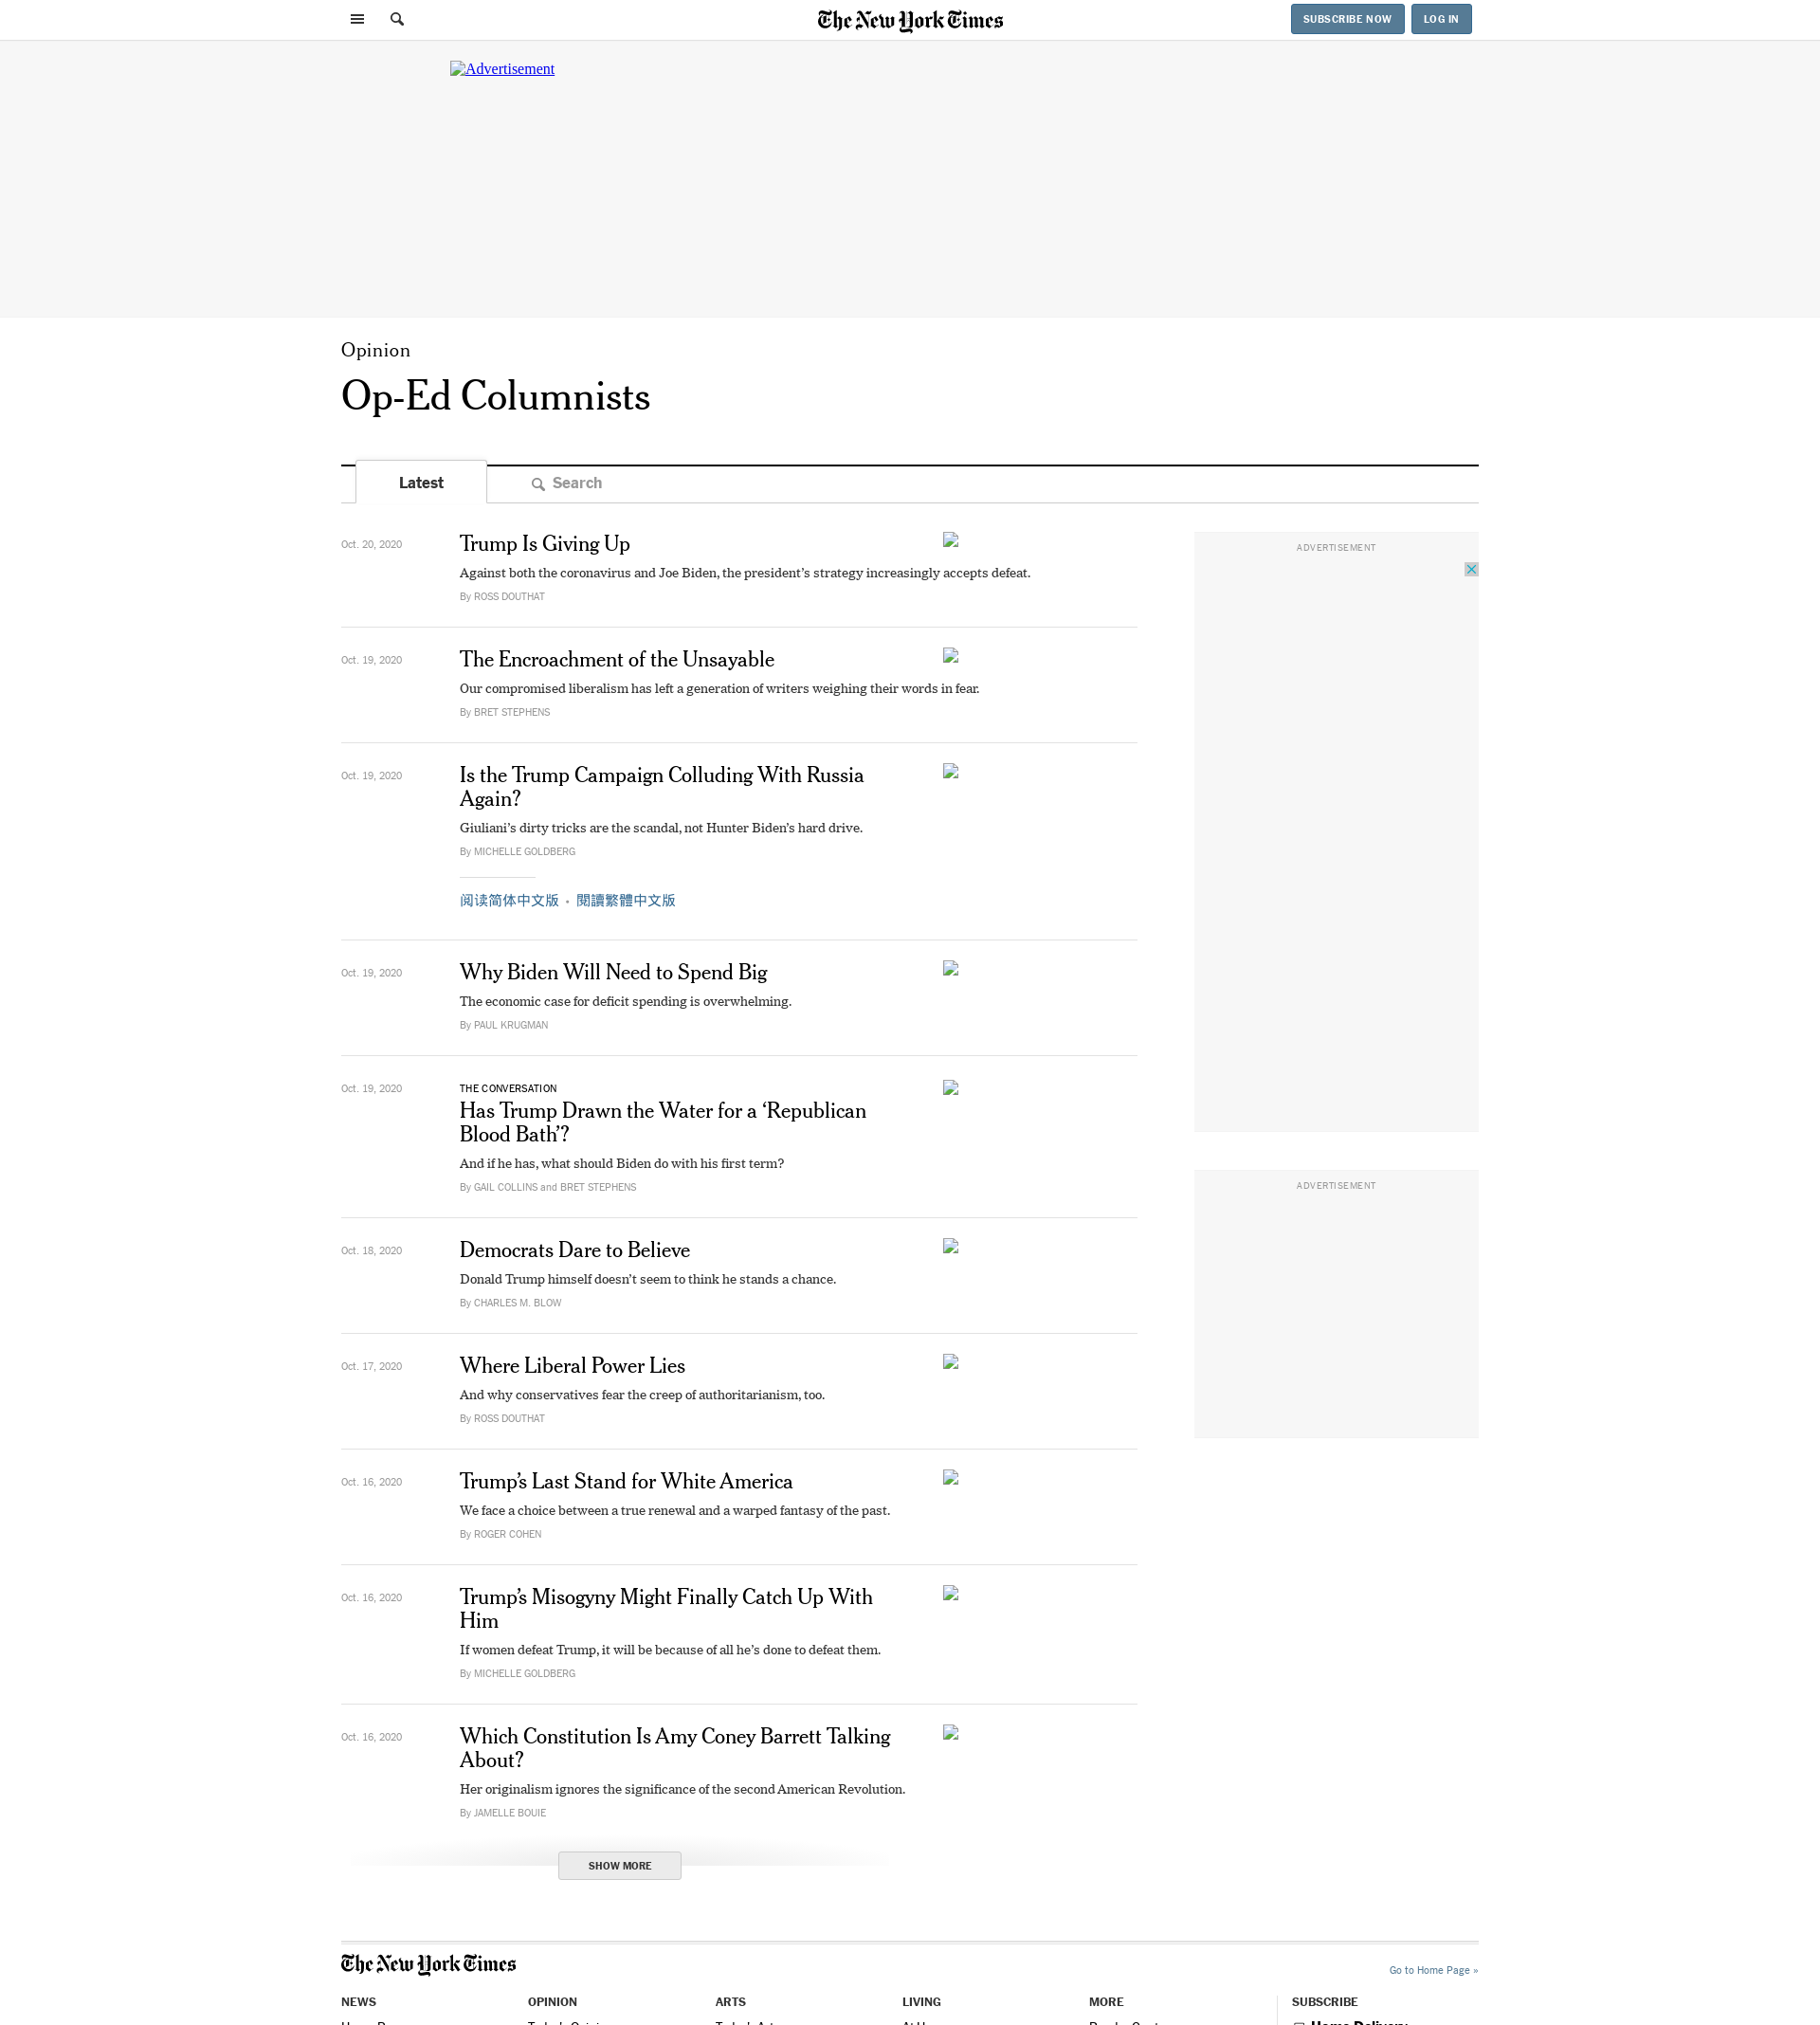 The New York Times
SUBSCRIBE NOW
LOG IN
Advertisement
Opinion
Op-Ed Columnists
Latest
Search
Oct. 20, 2020
Trump Is Giving Up
Against both the coronavirus and Joe Biden, the president’s strategy increasingly accepts defeat.
By ROSS DOUTHAT
ADVERTISEMENT
Oct. 19, 2020
The Encroachment of the Unsayable
Our compromised liberalism has left a generation of writers weighing their words in fear.
By BRET STEPHENS
Oct. 19, 2020
Is the Trump Campaign Colluding With Russia
Again?
Giuliani’s dirty tricks are the scandal, not Hunter Biden’s hard drive.
By MICHELLE GOLDBERG
阅读简体中文版 • 閱讀繁體中文版
Oct. 19, 2020
Why Biden Will Need to Spend Big
The economic case for deficit spending is overwhelming.
By PAUL KRUGMAN
Oct. 19, 2020
THE CONVERSATION
Has Trump Drawn the Water for a ‘Republican
Blood Bath’?
And if he has, what should Biden do with his first term?
By GAIL COLLINS and BRET STEPHENS
ADVERTISEMENT
Oct. 18, 2020
Democrats Dare to Believe
Donald Trump himself doesn’t seem to think he stands a chance.
By CHARLES M. BLOW
Oct. 17, 2020
Where Liberal Power Lies
And why conservatives fear the creep of authoritarianism, too.
By ROSS DOUTHAT
Oct. 16, 2020
Trump’s Last Stand for White America
We face a choice between a true renewal and a warped fantasy of the past.
By ROGER COHEN
Oct. 16, 2020
Trump’s Misogyny Might Finally Catch Up With
Him
If women defeat Trump, it will be because of all he’s done to defeat them.
By MICHELLE GOLDBERG
Oct. 16, 2020
Which Constitution Is Amy Coney Barrett Talking
About?
Her originalism ignores the significance of the second American Revolution.
By JAMELLE BOUIE
SHOW MORE
The New York Times
Go to Home Page »
NEWS
OPINION
ARTS
LIVING
MORE
SUBSCRIBE
Home Delivery